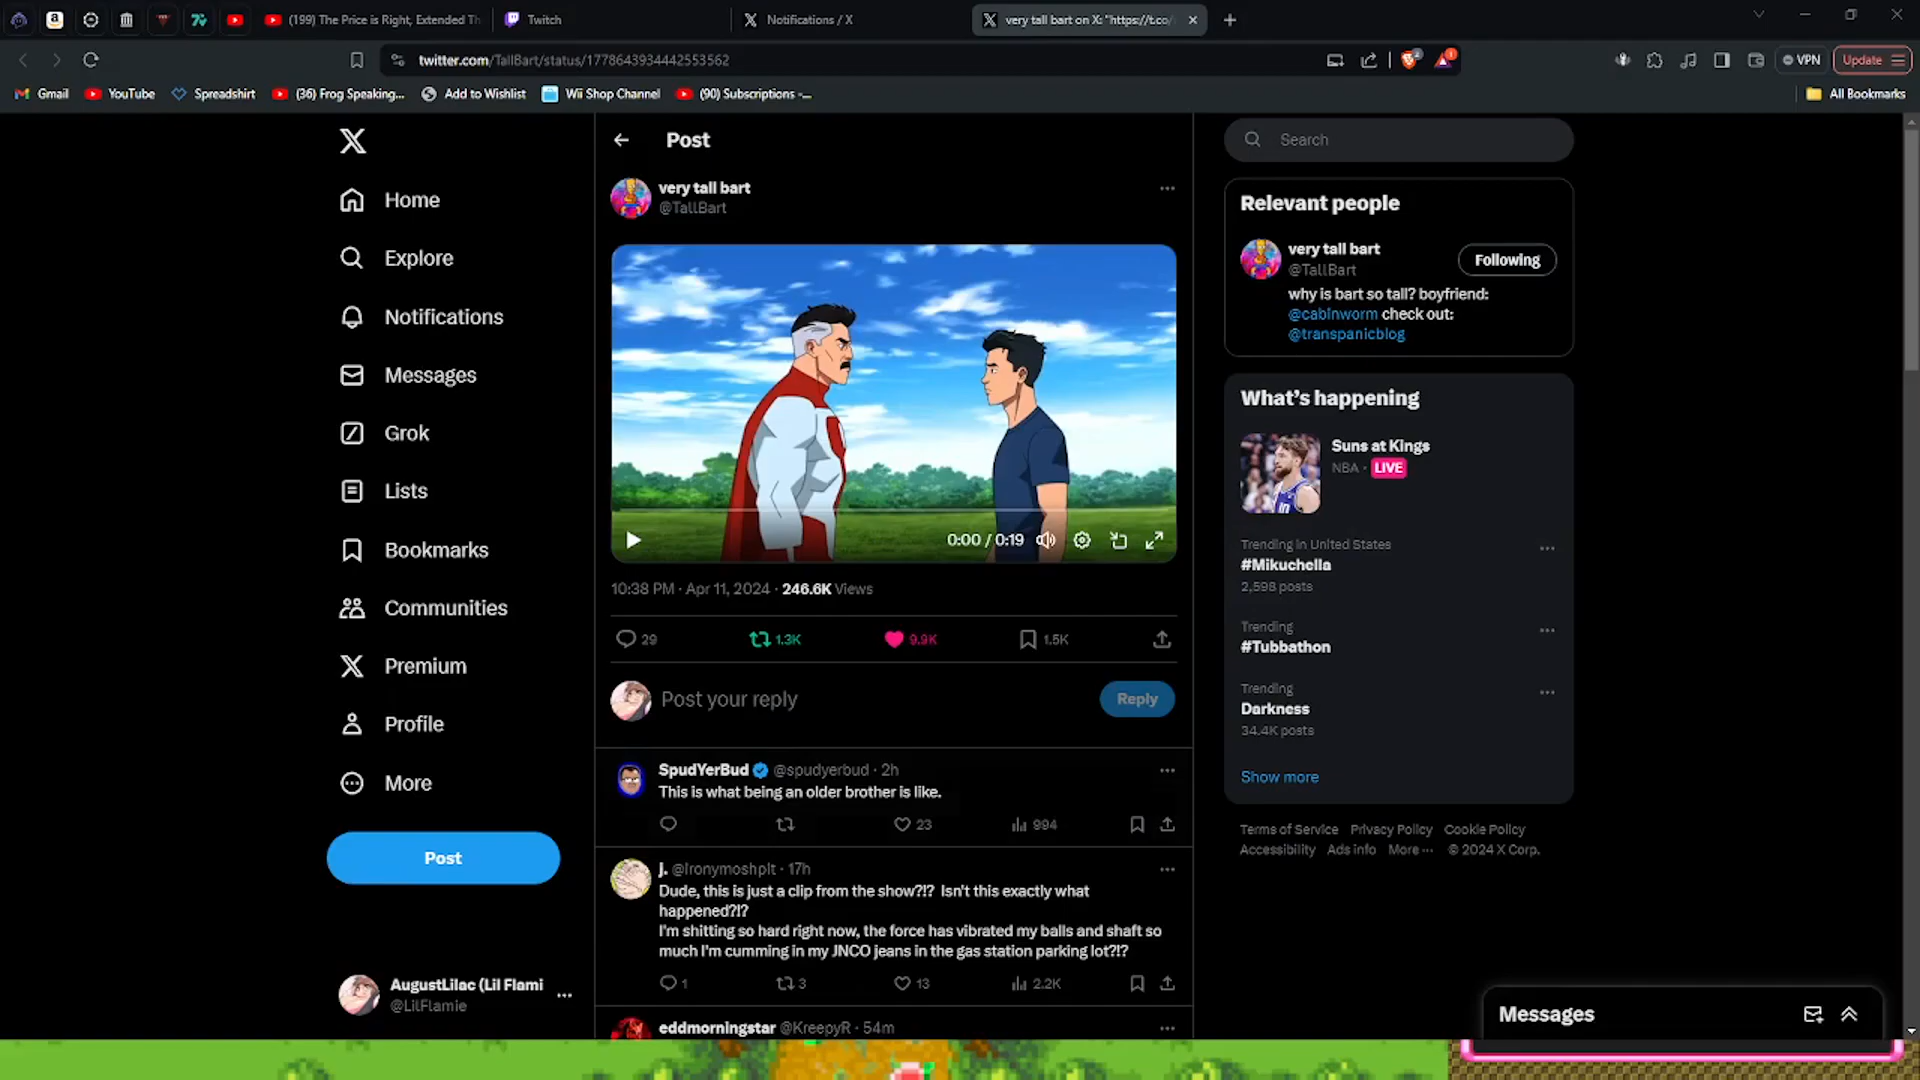 (199) The Price is Right, Extended Th
Twitch
Notifications / X
very tall bart on X: "https://t.co/
twitter.com/TallBart/status/1778643934442553562
2
1
VPN
Update
Gmail
YouTube
Spreadshirt
(36) Frog Speaking...
Add to Wishlist
Wii Shop Channel
(90) Subscriptions -...
All Bookmarks
Home
Explore
Notifications
Messages
Grok
Lists
Bookmarks
Communities
Premium
Profile
More
Post
AugustLilac (Lil Flami
@LilFlamie
Post
very tall bart
@TallBart
0:00 / 0:19
10:38 PM · Apr 11, 2024 · 246.6K Views
29
1.3K
9.9K
1.5K
Post your reply
Reply
SpudYerBud @spudyerbud · 2h
This is what being an older brother is like.
23
994
J. @Ironymoshpit · 17h
Dude, this is just a clip from the show?!? Isn't this exactly what
happened?!?
I'm shitting so hard right now, the force has vibrated my balls and shaft so
much I'm cumming in my JNCO jeans in the gas station parking lot?!?
1
3
13
2.2K
eddmorningstar @KreepyR · 54m
Search
Relevant people
very tall bart
@TallBart
Following
why is bart so tall? boyfriend:
@cabinworm check out:
@transpanicblog
What's happening
Suns at Kings
NBA · LIVE
Trending in United States
#Mikuchella
2,598 posts
Trending
#Tubbathon
Trending
Darkness
34.4K posts
Show more
Terms of Service Privacy Policy Cookie Policy
Accessibility Ads info More ··· © 2024 X Corp.
Messages